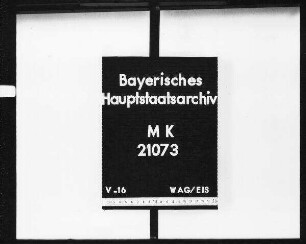 Bayerisches
Hauptstaatsarchiv
M K
21073
V-16 WAG/EIS